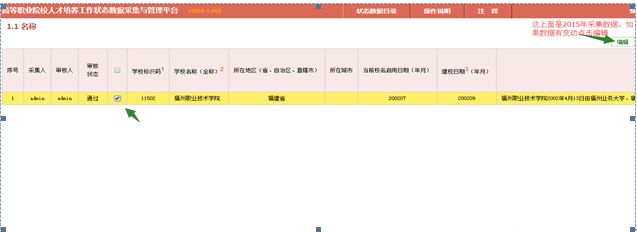 高等职业院校人才培养工作状态数据采集与管理平台 状态数据目录 操作说明 注 释
1.1 名称
这上面是2015年采集数据，如
果数据有变动点击编辑
编辑
序号 采集人 审核人 审核状态 学校标识码1 学校名称（全称）2 所在地区（省、自治区、直辖市） 所在城市 当前校名启用日期（年月） 建校日期3（年月）
1 admin admin 通过 11502 福州职业技术学院 福建省 200207 200209 福州职业技术学院2002年4月13日由福州业务大学、